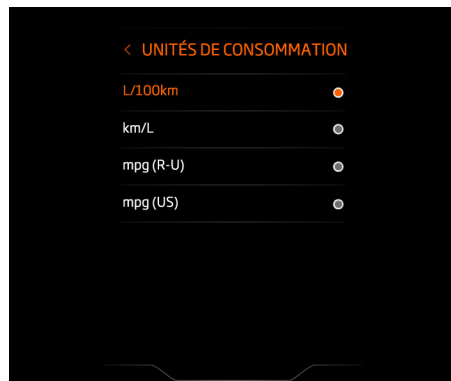 < UNITÉS DE CONSOMMATION
L/100km
km/L
mpg (R-U)
mpg (US)